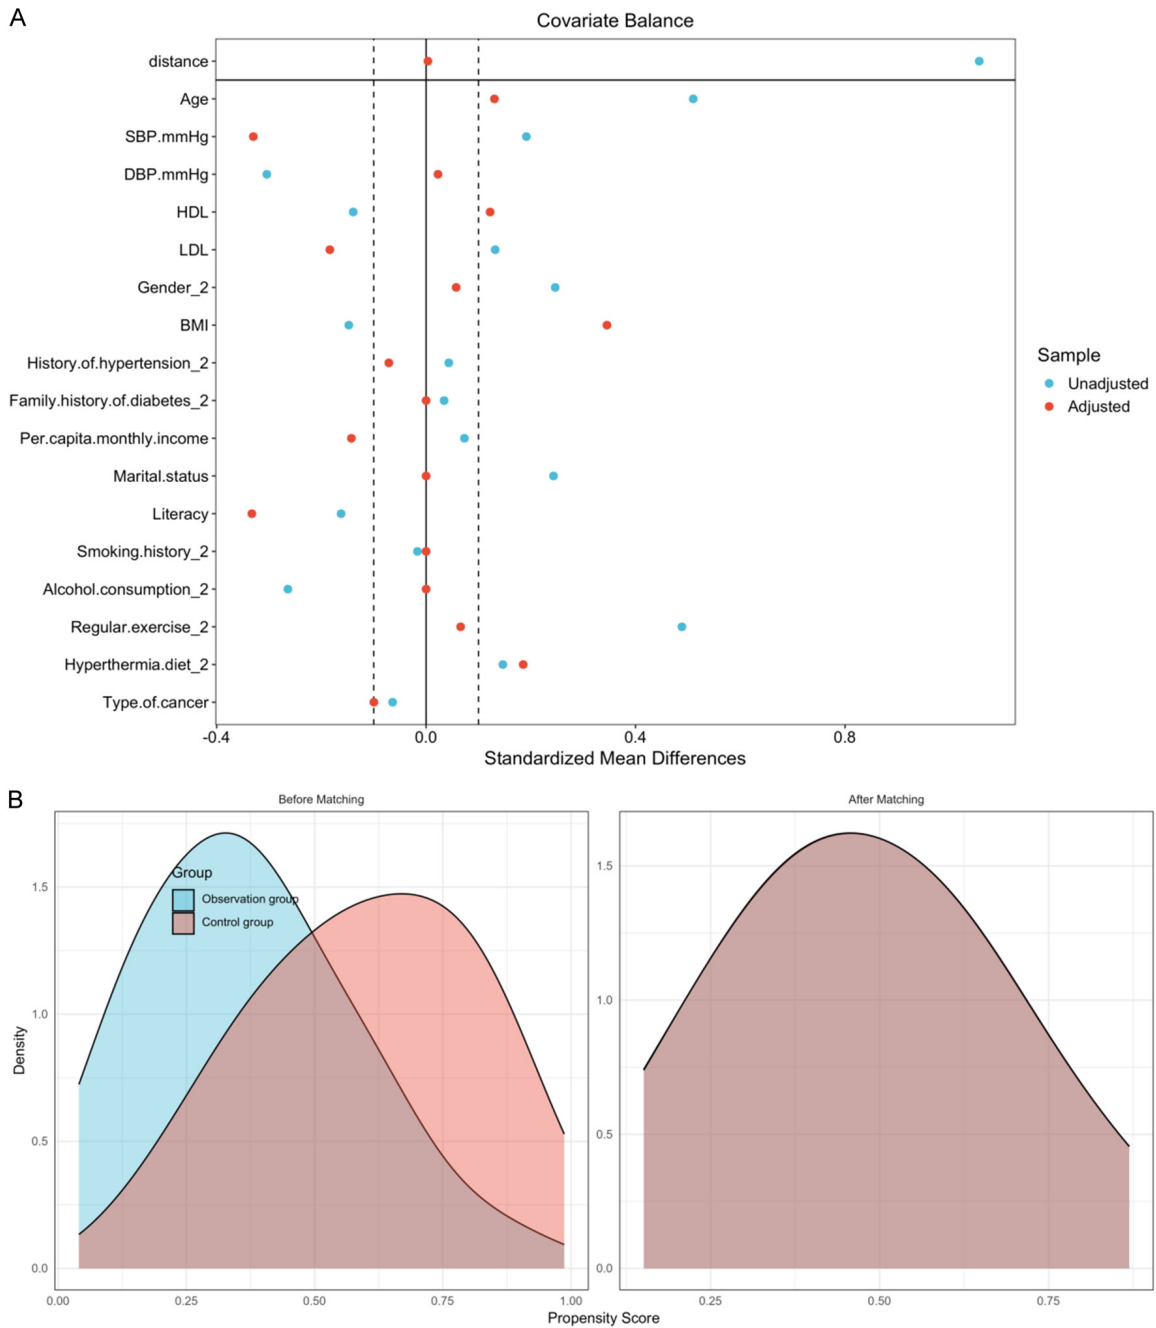 A
Covariate Balance
distance
Age
SBP.mmHg
DBP.mmHg
HDL
LDL
Gender_2
BMI
History.of.hypertension_2
Family.history.of.diabetes_2
Per.capita.monthly.income
Marital.status
Literacy
Smoking.history_2
Alcohol.consumption_2
Regular.exercise_2
Hyperthermia.diet_2
Type.of.cancer
-0.4 0.0 0.4 0.8
Standardized Mean Differences
Sample
Unadjusted
Adjusted
B
Before Matching
Density
1.5
1.0
0.5
0.0
Group
Observation group
Control group
0.00 0.25 0.50 0.75 1.00
After Matching
1.5
1.0
0.5
0.0
0.25 0.50 0.75
Propensity Score